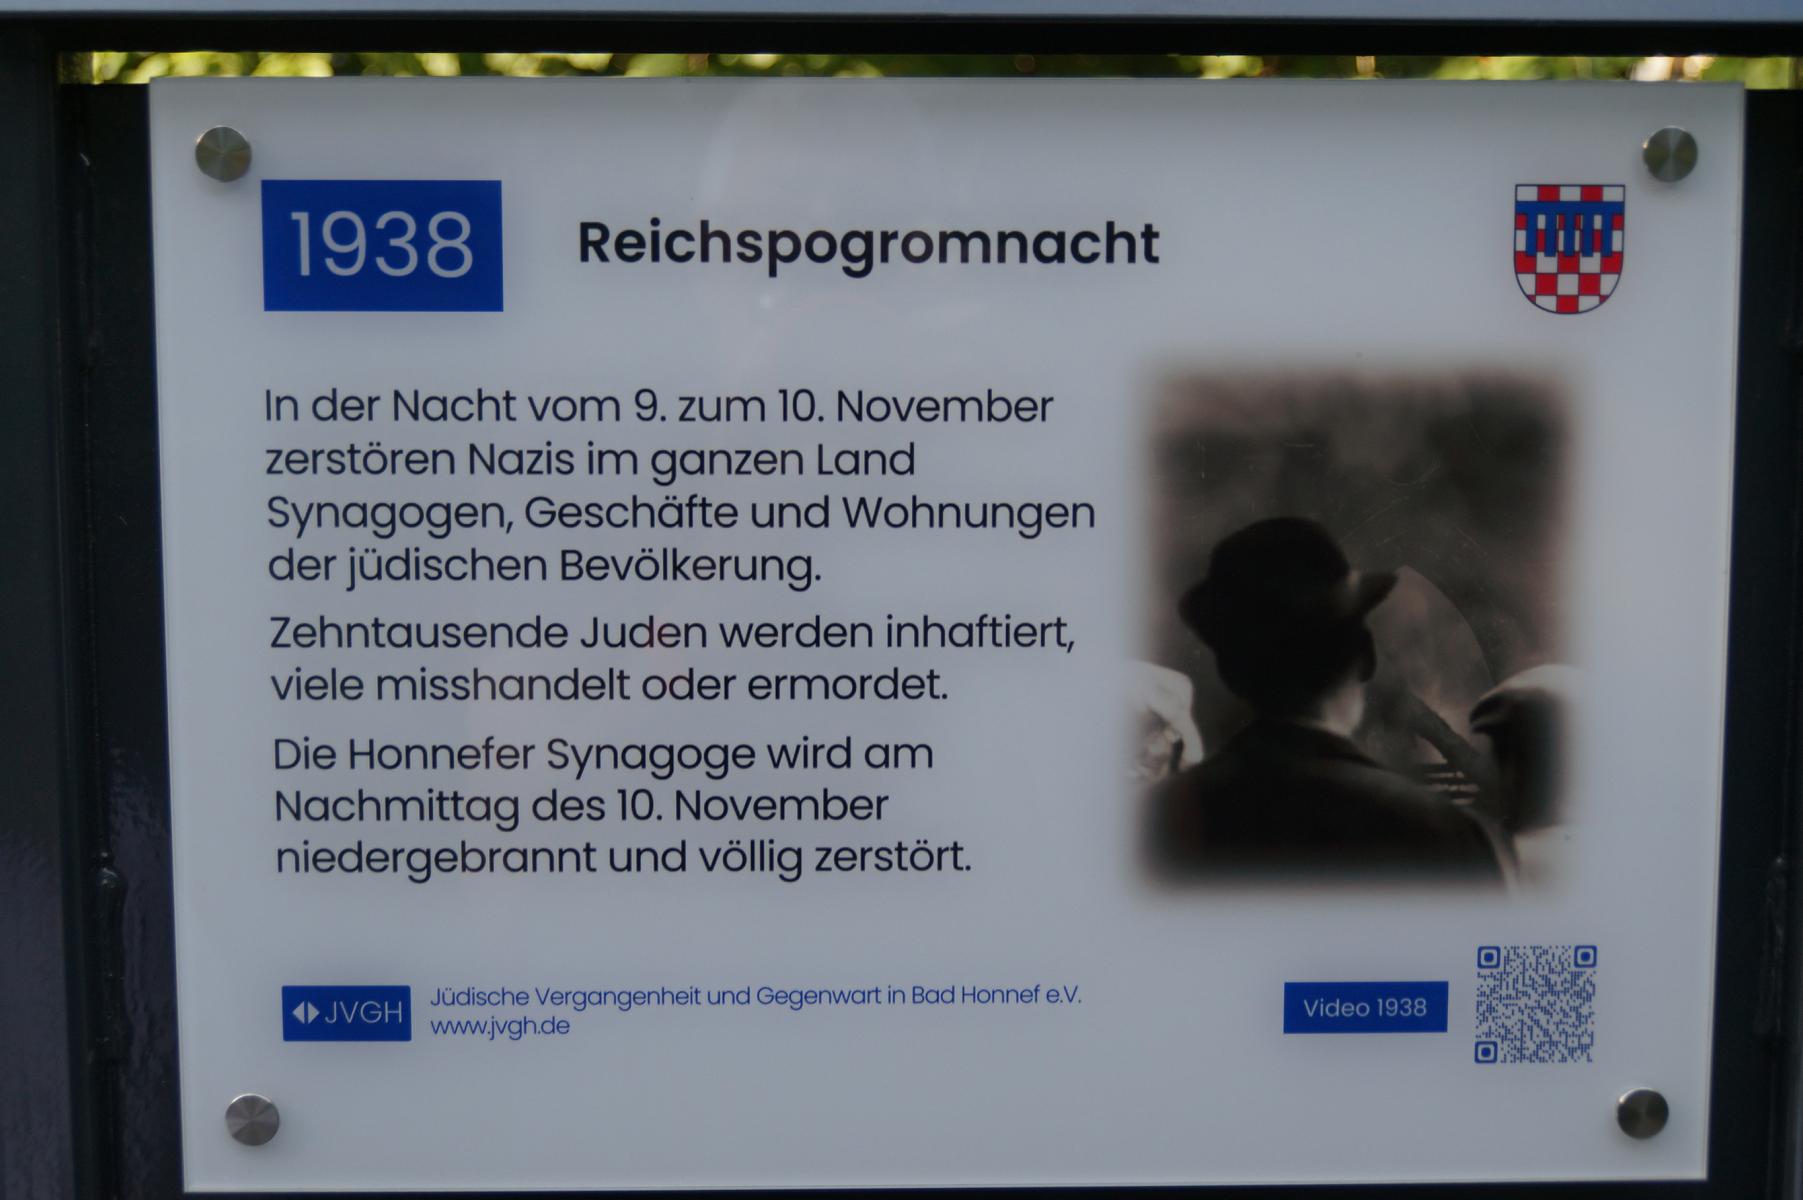 1938
Reichspogromnacht
In der Nacht vom 9. zum 10. November
zerstören Nazis im ganzen Land
Synagogen, Geschäfte und Wohnungen
der jüdischen Bevölkerung.
Zehntausende Juden werden inhaftiert,
viele misshandelt oder ermordet.
Die Honnefer Synagoge wird am
Nachmittag des 10. November
niedergebrannt und völlig zerstört.
JVGH
Jüdische Vergangenheit und Gegenwart in Bad Honnef e.V.
www.jvgh.de
Video 1938